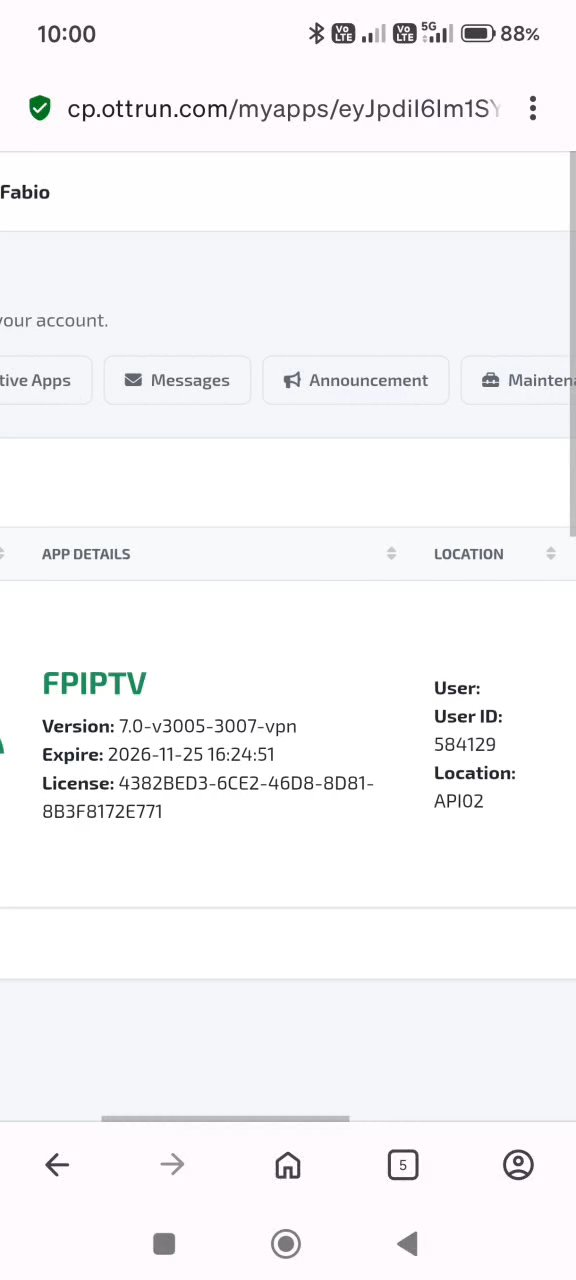 10:00
5G
88%
cp.ottrun.com/myapps/eyJpdiI6Im1SY
Fabio
your account.
tive Apps
Messages
Announcement
Maintena
APP DETAILS
LOCATION
FPIPTV
Version: 7.0-v3005-3007-vpn
Expire: 2026-11-25 16:24:51
License: 4382BED3-6CE2-46D8-8D81-
8B3F8172E771
User:
User ID:
584129
Location:
API02
5